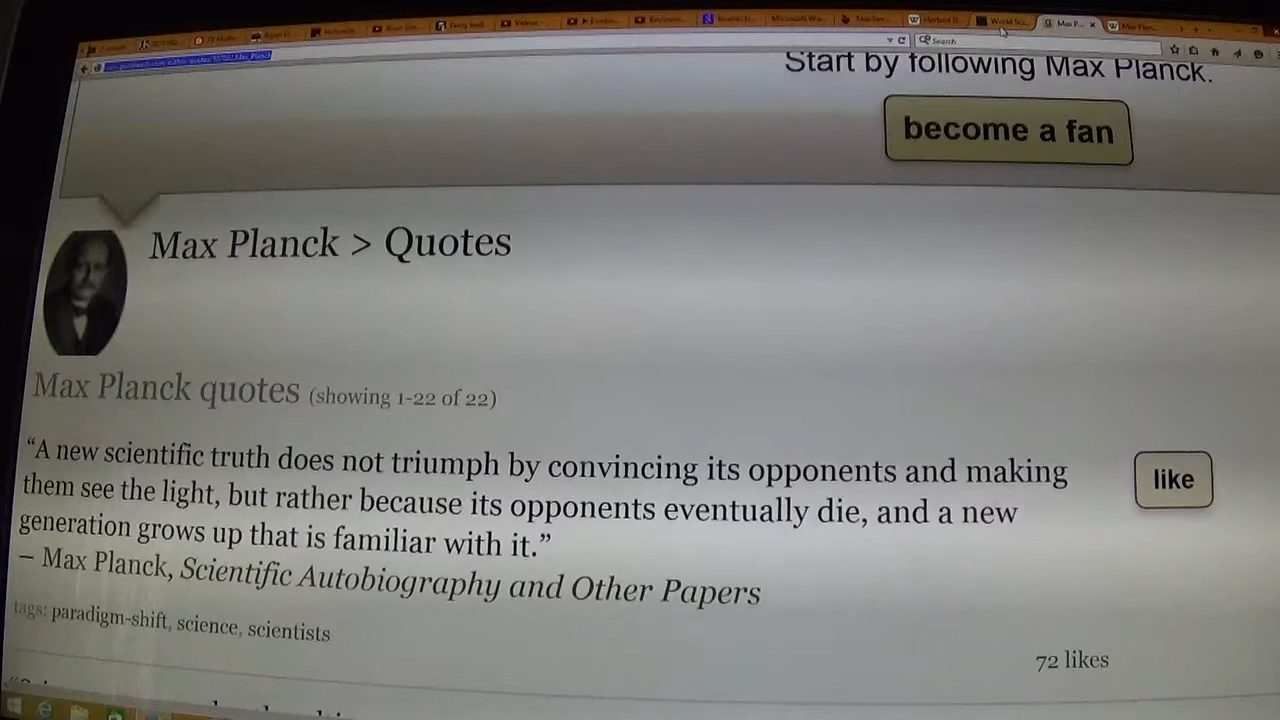 Search
Max P...
Start by following Max Planck.
become a fan
Max Planck > Quotes
Max Planck quotes (showing 1-22 of 22)
“A new scientific truth does not triumph by convincing its opponents and making
them see the light, but rather because its opponents eventually die, and a new
generation grows up that is familiar with it.”
like
– Max Planck, Scientific Autobiography and Other Papers
tags: paradigm-shift, science, scientists
72 likes